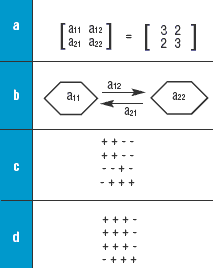 a
[ a11 a12 ] = [ 3 2 ]
[ a21 a22 ] [ 2 3 ]
b
a12
a11 a22
a21
c
+ + - -
+ + - -
- - + -
- + + +
d
+ + + -
+ + + -
+ + + -
- + + +